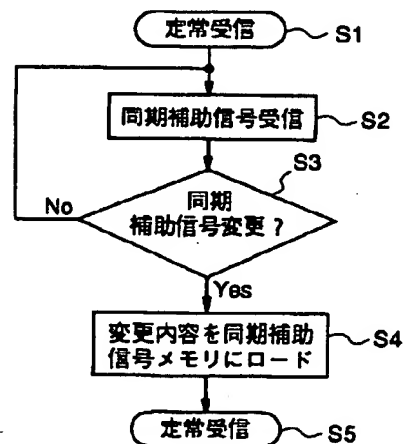 定常受信
S1
同期補助信号受信
S2
S3
同期
補助信号変更？
No
Yes
変更内容を同期補助
信号メモリにロード
S4
定常受信
S5